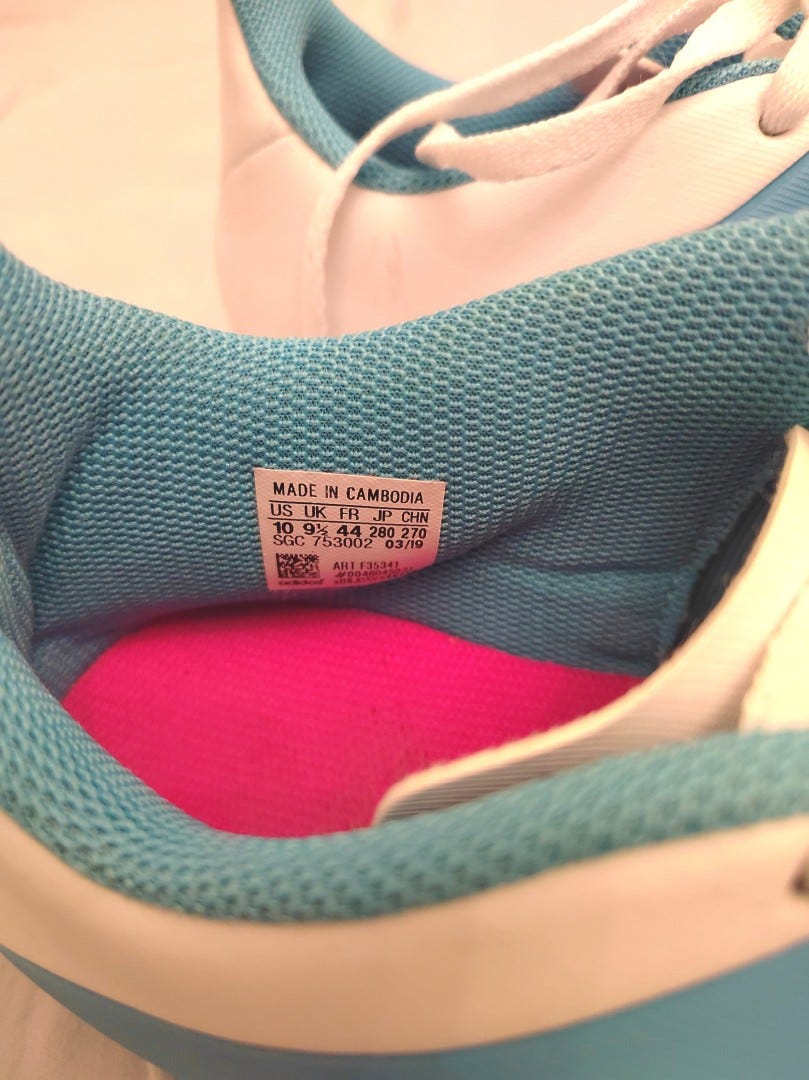 MADE IN CAMBODIA
US UK FR JP CHN
10 9½ 44 280 270
SGC 753002 03/19
ART F35341
adidas